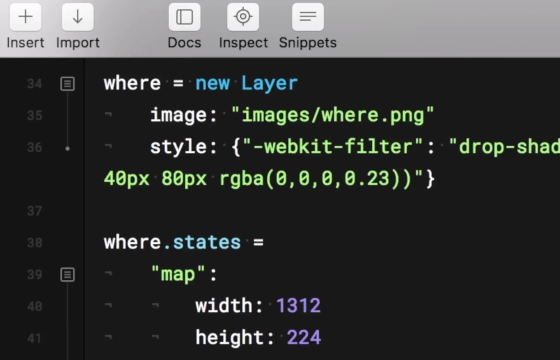 Insert Import Docs Inspect Snippets
34 where = new Layer
35 image: "images/where.png"
36 style: {"-webkit-filter": "drop-shad
40px 80px rgba(0,0,0,0.23))"}
37
38 where.states =
39 "map":
40 width: 1312
41 height: 224